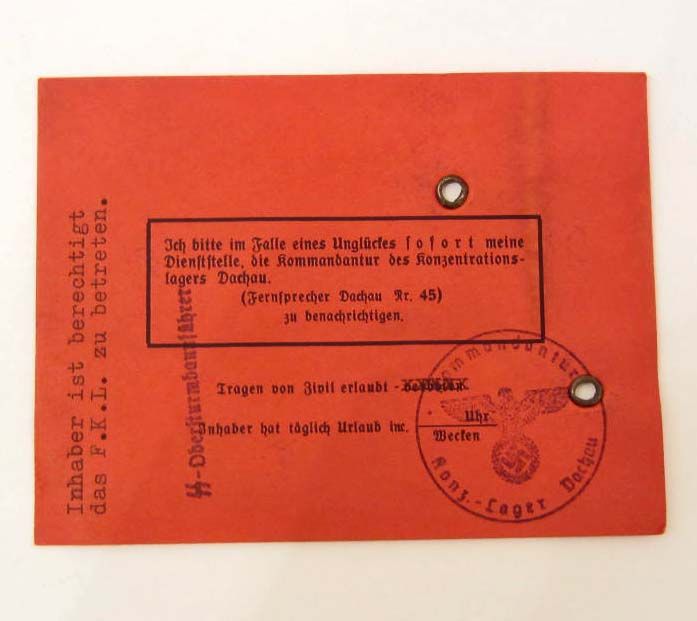 Inhaber ist berechtigt
das F.K.L. zu betreten.
Ich bitte im Falle eines Unglückes sofort meine
Dienststelle, die Kommandantur des Konzentrations-
lagers Dachau.
(Fernsprecher Dachau Nr. 45)
zu benachrichtigen.
Tragen von Zivil erlaubt - verboten
Inhaber hat täglich Urlaub inc. Uhr
Wecken
SS-Obersturmbannführer
Kommandantur
Konz.-Lager Dachau